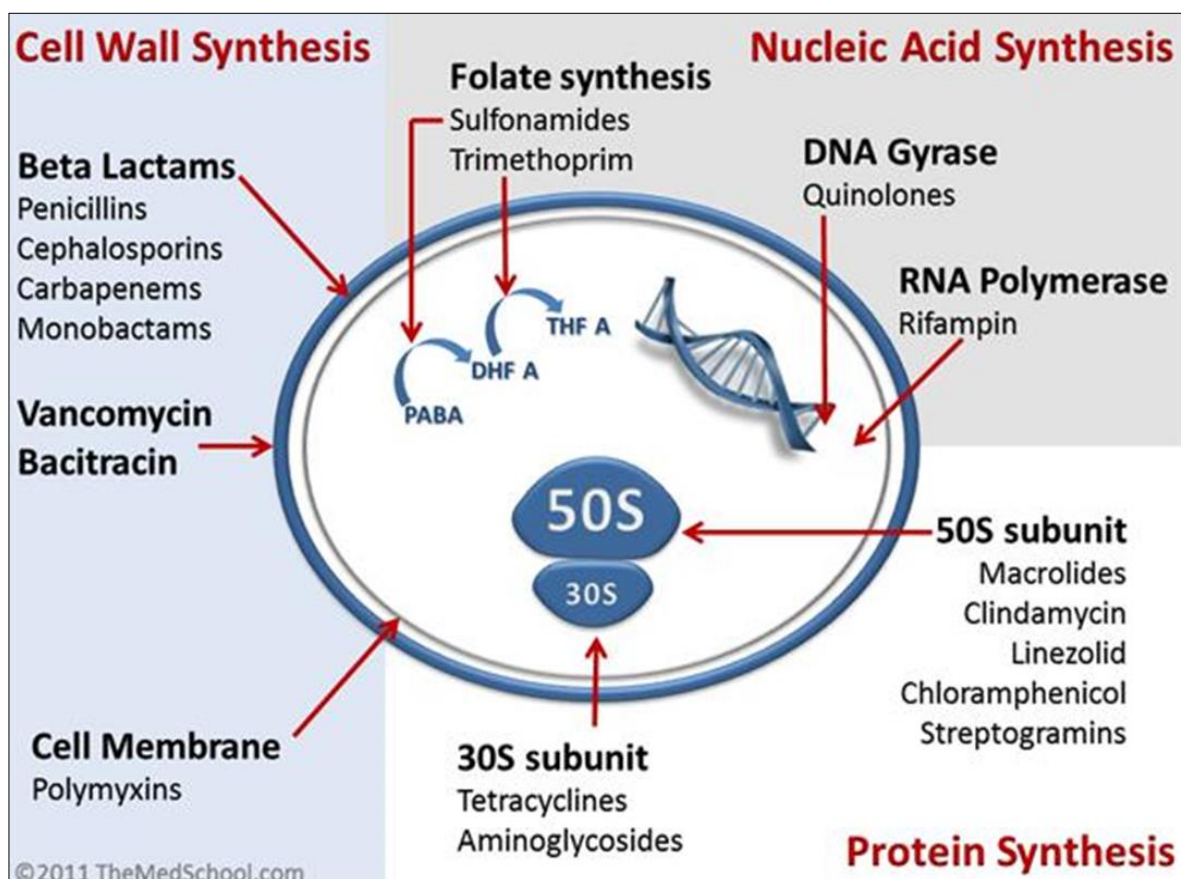 Cell Wall Synthesis
Nucleic Acid Synthesis
Folate synthesis
Sulfonamides
Trimethoprim
Beta Lactams
Penicillins
Cephalosporins
Carbapenems
Monobactams
DNA Gyrase
Quinolones
RNA Polymerase
Rifampin
THF A
DHF A
PABA
Vancomycin
Bacitracin
50S
30S
50S subunit
Macrolides
Clindamycin
Linezolid
Chloramphenicol
Streptogramins
Cell Membrane
Polymyxins
30S subunit
Tetracyclines
Aminoglycosides
Protein Synthesis
©2011 TheMedSchool.com